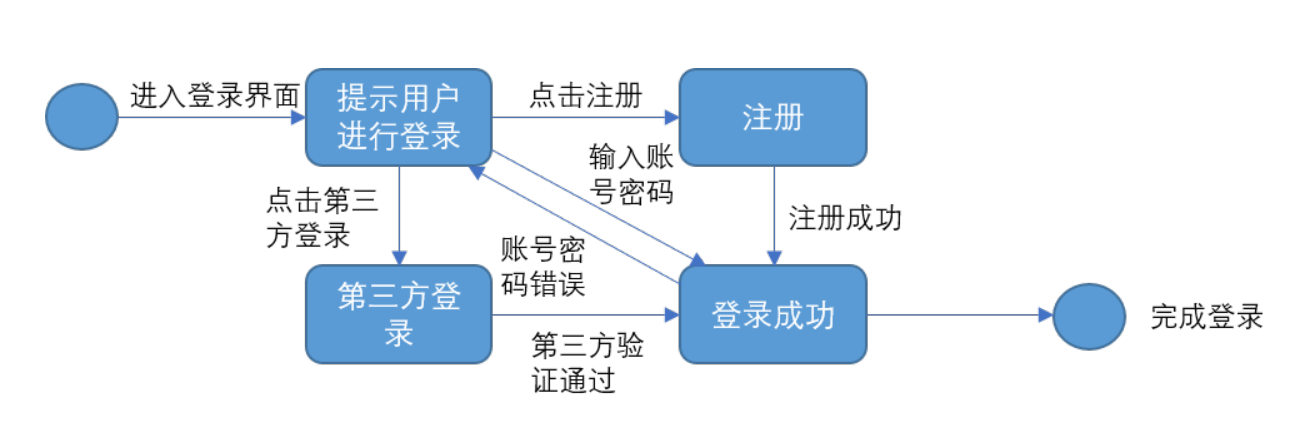 进入登录界面
提示用户
进行登录
点击注册
注册
输入账
号密码
点击第三
方登录
注册成功
账号密
码错误
第三方登
录
登录成功
完成登录
第三方验
证通过